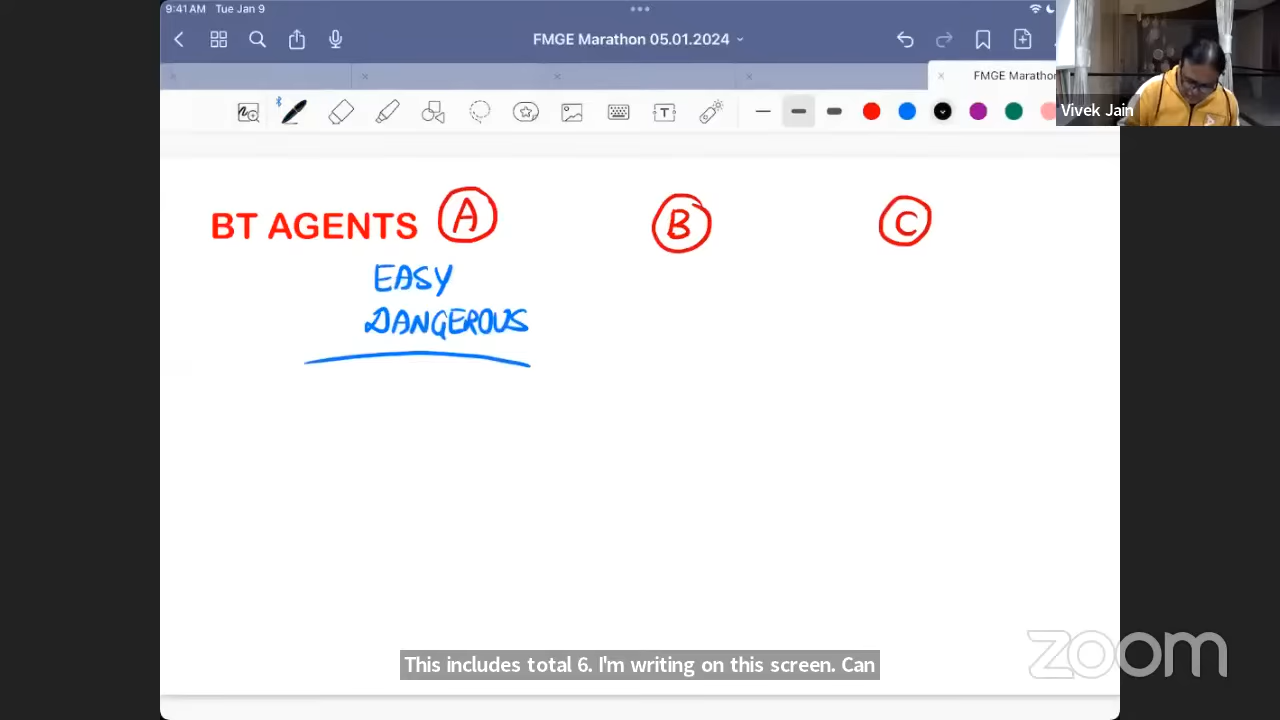 9:41 AM Tue Jan 9
FMGE Marathon 05.01.2024
FMGE Marathon
T
Vivek Jain
BT AGENTS A B C
EASY
DANGEROUS
This includes total 6. I'm writing on this screen. Can
zoom